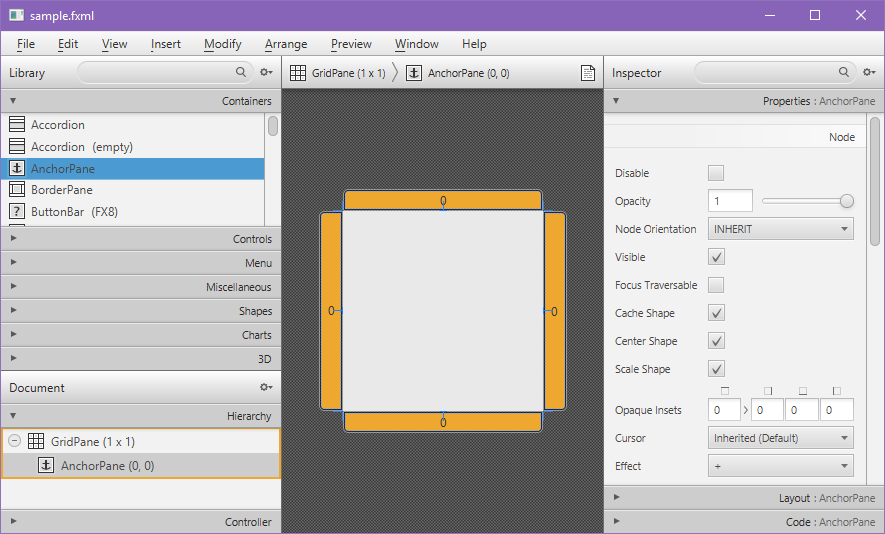 sample.fxml
File Edit View Insert Modify Arrange Preview Window Help
Library
Containers
Accordion
Accordion (empty)
AnchorPane
BorderPane
? ButtonBar (FX8)
Controls
Menu
Miscellaneous
Shapes
Charts
3D
Document
Hierarchy
GridPane (1 x 1)
AnchorPane (0, 0)
Controller
GridPane (1 x 1) AnchorPane (0, 0)
0
0 0
0
Inspector
Properties : AnchorPane
Node
Disable
Opacity 1
Node Orientation INHERIT
Visible
Focus Traversable
Cache Shape
Center Shape
Scale Shape
Opaque Insets 0 0 0 0
Cursor Inherited (Default)
Effect +
Layout : AnchorPane
Code : AnchorPane